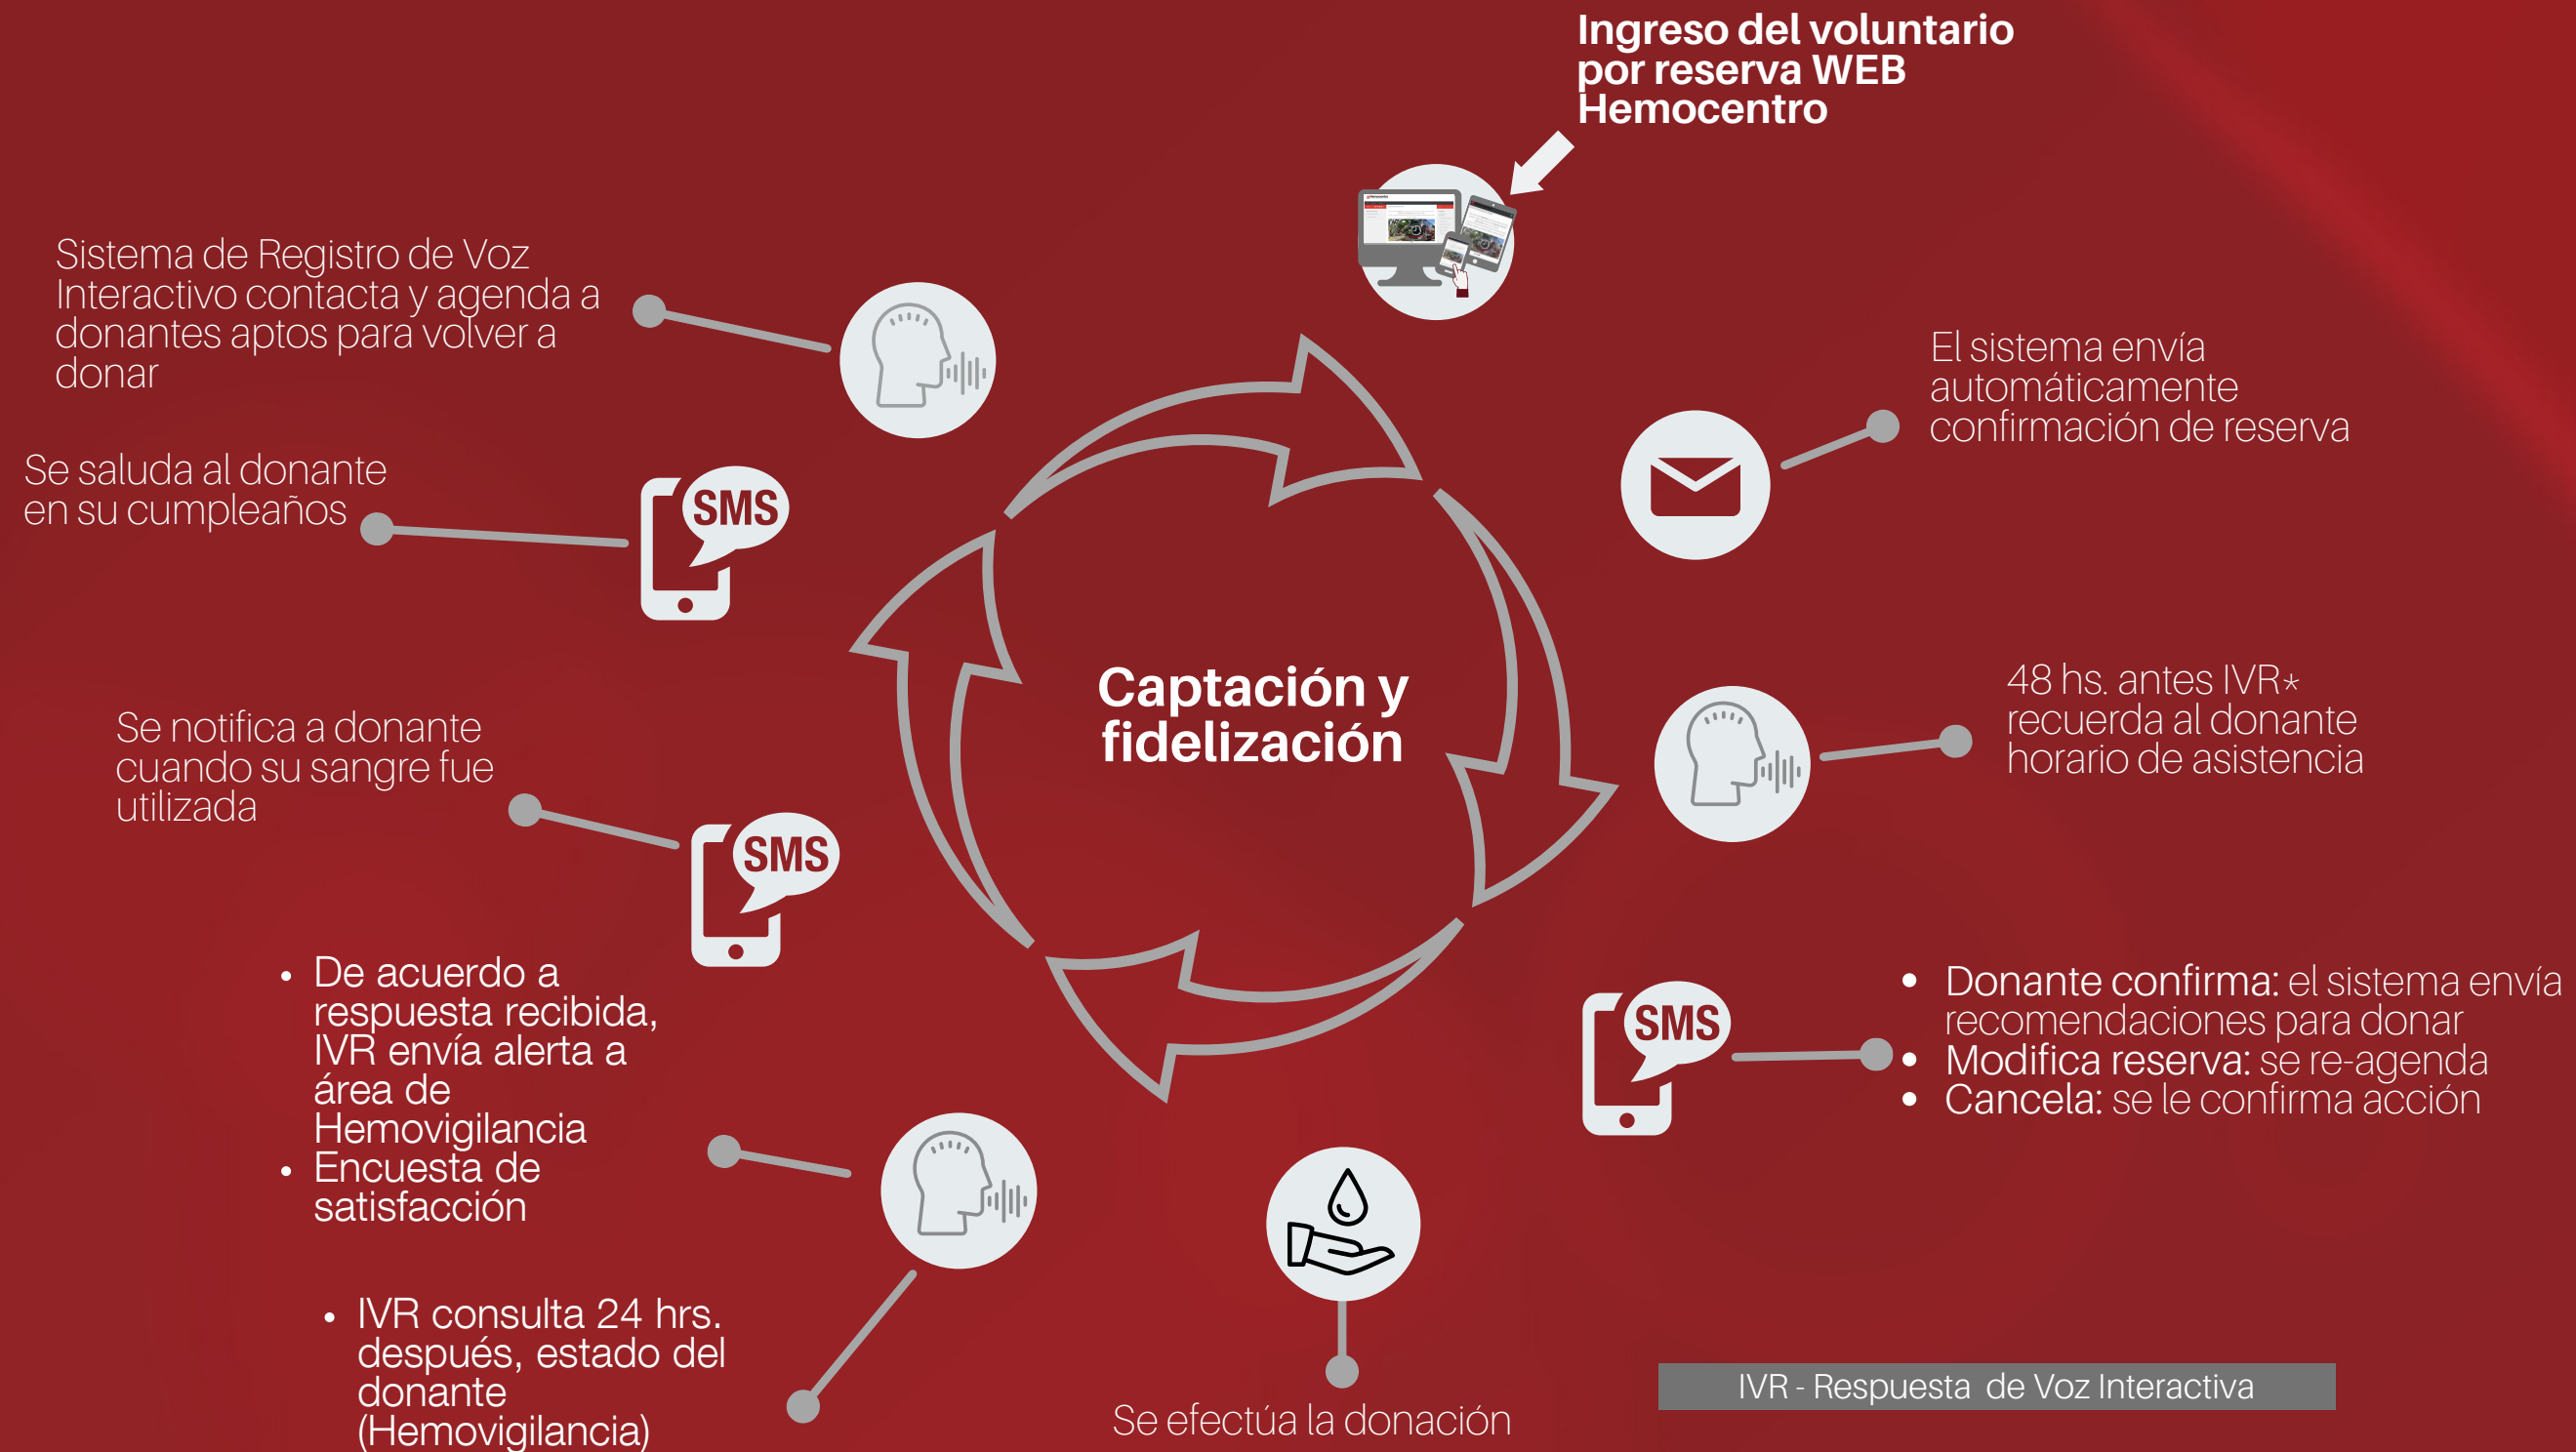 Ingreso del voluntario
por reserva WEB
Hemocentro
El sistema envía
automáticamente
confirmación de reserva
48 hs. antes IVR*
recuerda al donante
horario de asistencia
SMS
• Donante confirma: el sistema envía
recomendaciones para donar
• Modifica reserva: se re-agenda
• Cancela: se le confirma acción
Se efectúa la donación
• IVR consulta 24 hrs.
después, estado del
donante
(Hemovigilancia)
• De acuerdo a
respuesta recibida,
IVR envía alerta a
área de
Hemovigilancia
• Encuesta de
satisfacción
SMS
Se notifica a donante
cuando su sangre fue
utilizada
SMS
Se saluda al donante
en su cumpleaños
Sistema de Registro de Voz
Interactivo contacta y agenda a
donantes aptos para volver a
donar
Captación y
fidelización
IVR - Respuesta de Voz Interactiva